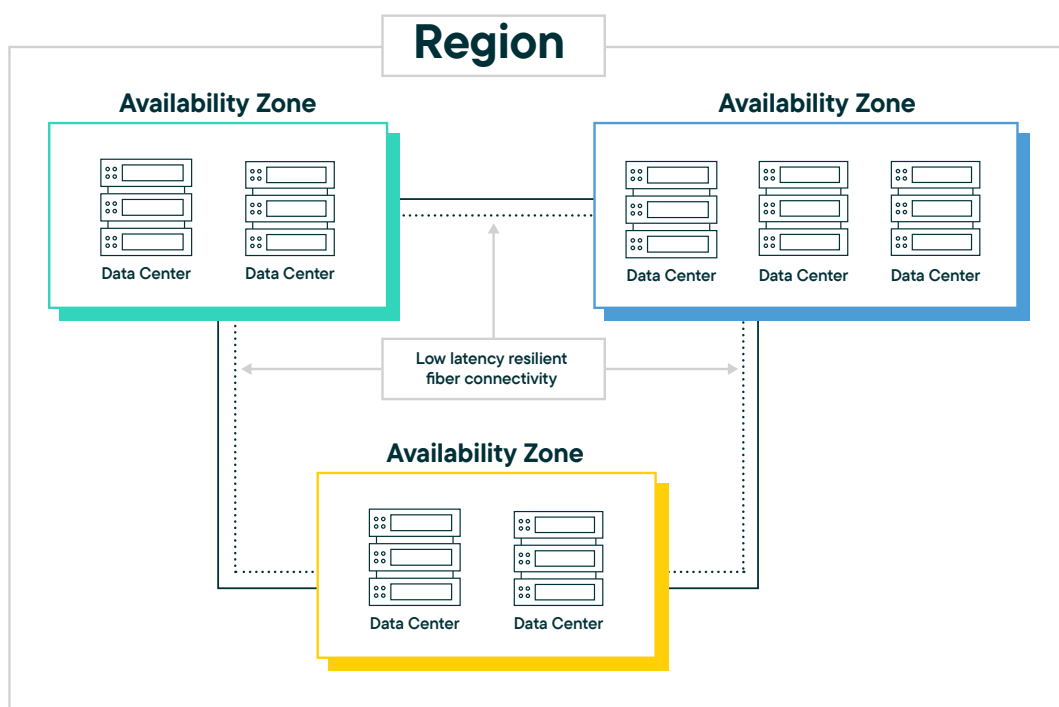 Region
Availability Zone
Availability Zone
Data Center
Data Center
Data Center
Data Center
Data Center
Low latency resilient
fiber connectivity
Availability Zone
Data Center
Data Center